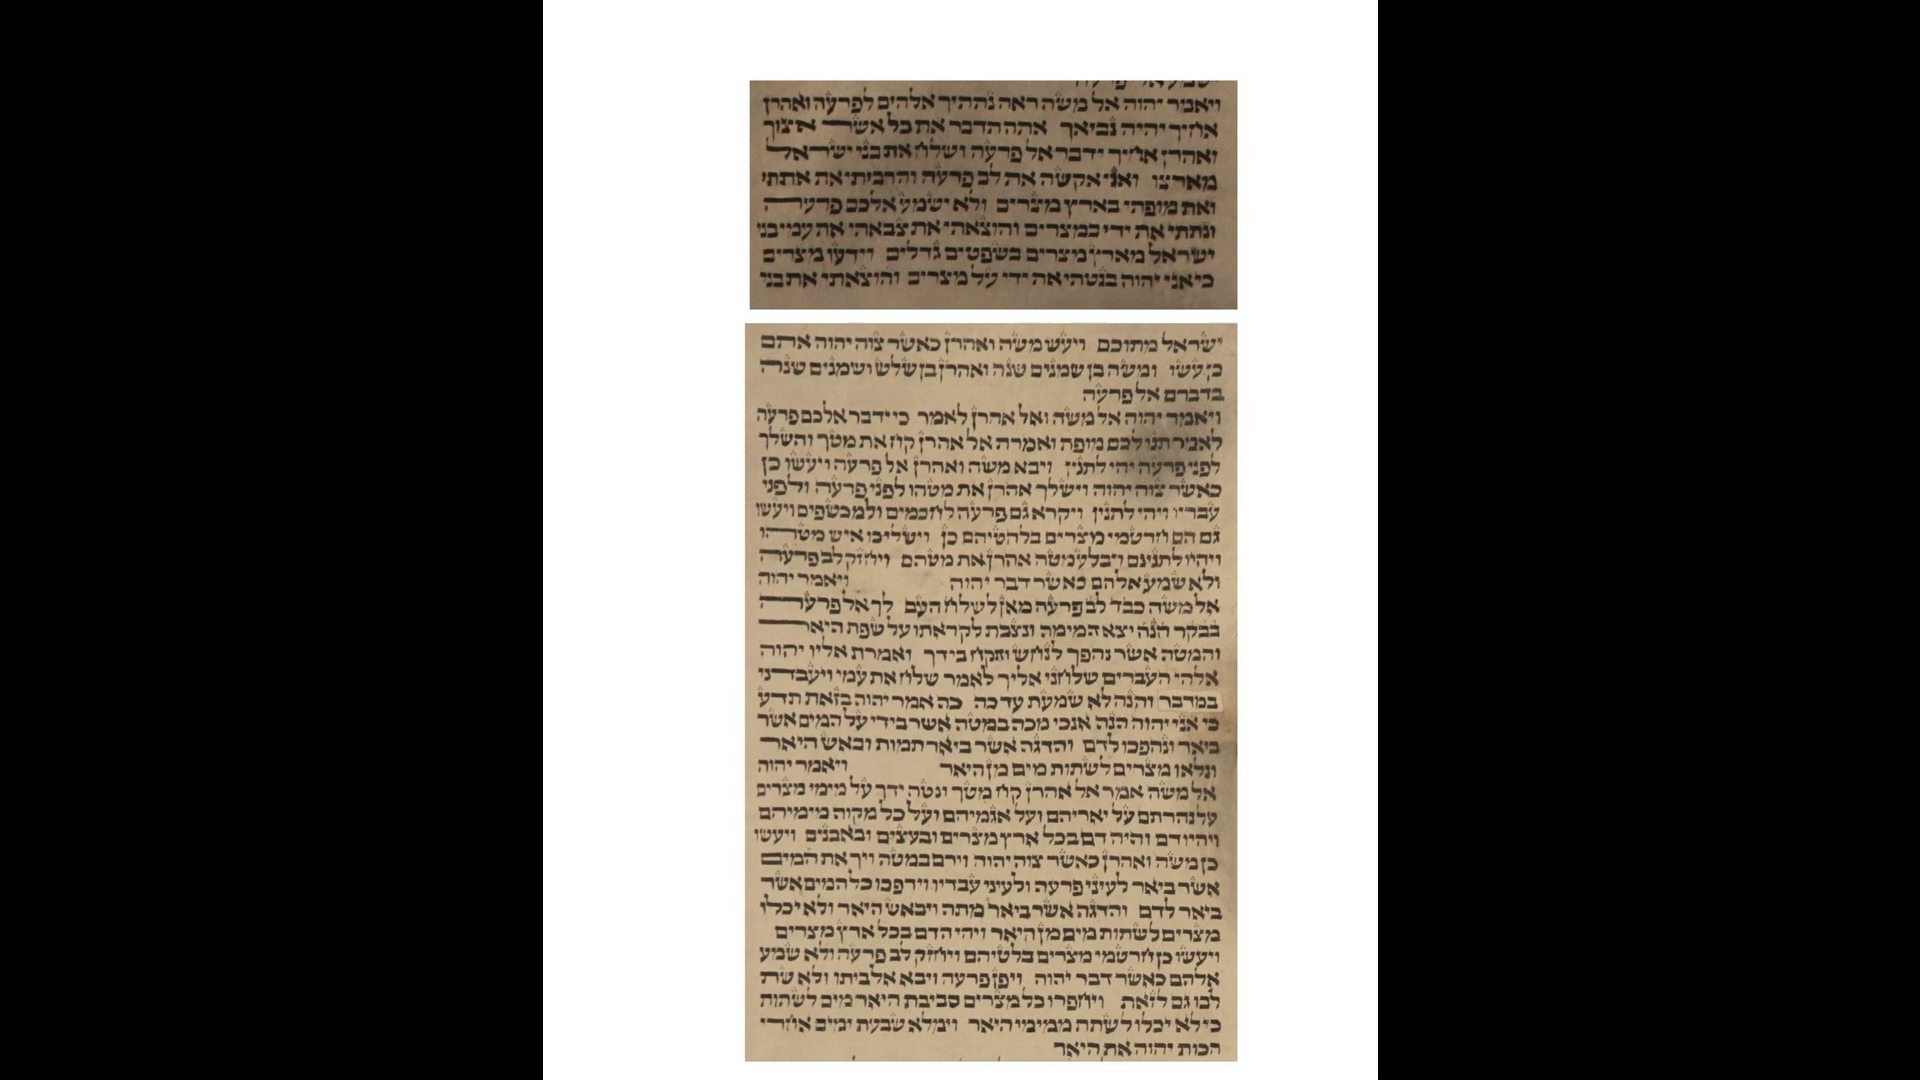 ישמע אלי פרעה
ויאמר יהוה אל משה ראה נתתיך אלהים לפרעה ואהרן
אחיך יהיה נביאך אתה תדבר את כל אשר אצוך
ואהרן אחיך ידבר אל פרעה ושלח את בני ישראל
מארצו ואני אקשה את לב פרעה והרביתי את אתתי
ואת מופתי בארץ מצרים ולא ישמע אלכם פרעה
ונתתי את ידי במצרים והוצאתי את צבאתי את עמי בני
ישראל מארץ מצרים בשפטים גדלים וידעו מצרים
כי אני יהוה בנטתי את ידי על מצרים והוצאתי את בני
ישראל מתוכם ויעש משה ואהרן כאשר צוה יהוה אתם
כן עשו ומשה בן שמנים שנה ואהרן בן שלש ושמנים שנה
בדברם אל פרעה
ויאמר יהוה אל משה ואל אהרן לאמר כי ידבר אלכם פרעה
לאמר תנו לכם מופת ואמרת אל אהרן קח את מטך והשלך
לפני פרעה יהי לתנין ויבא משה ואהרן אל פרעה ויעשו כן
כאשר צוה יהוה וישלך אהרן את מטהו לפני פרעה ולפני
עבדיו ויהי לתנין ויקרא גם פרעה לחכמים ולמכשפים ויעשו
גם הם חרטמי מצרים בלהטיהם כן וישליכו איש מטהו
ויהיו לתנינם ויבלע מטה אהרן את מטתם ויחזק לב פרעה
ולא שמע אלהם כאשר דבר יהוה ויאמר יהוה
אל משה כבד לב פרעה מאן לשלח העם לך אל פרעה
בבקר הנה יצא המימה ונצבת לקראתו על שפת היאר
והמטה אשר נהפך לנחש תקח בידך ואמרת אליו יהוה
אלהי העברים שלחני אליך לאמר שלח את עמי ויעבדני
במדבר והנה לא שמעת עד כה כה אמר יהוה בזאת תדע
כי אני יהוה הנה אנכי מכה במטה אשר בידי על המים אשר
ביאר ונהפכו לדם והדגה אשר ביאר תמות ובאש היאר
ונלאו מצרים לשתות מים מן היאר ויאמר יהוה
אל משה אמר אל אהרן קח מטך ונטה ידך על מימי מצרים
על נהרתם על יאריהם ועל אגמיהם ועל כל מקוה מימיהם
ויהיו דם והיה דם בכל ארץ מצרים ובעצים ובאבנים ויעשו
כן משה ואהרן כאשר צוה יהוה וירם במטה ויך את המים
אשר ביאר לעיני פרעה ולעיני עבדיו ויהפכו כל המים אשר
ביאר לדם והדגה אשר ביאר מתה ויבאש היאר ולא יכלו
מצרים לשתות מים מן היאר ויהי הדם בכל ארץ מצרים
ויעשו כן חרטמי מצרים בלטיהם ויחזק לב פרעה ולא שמע
אלהם כאשר דבר יהוה ויפן פרעה ויבא אל ביתו ולא שת
לבו גם לזאת ויחפרו כל מצרים סביבת היאר מים לשתות
כי לא יכלו לשתת ממימי היאר וימלא שבעת ימים אחרי
הכות יהוה את היאר